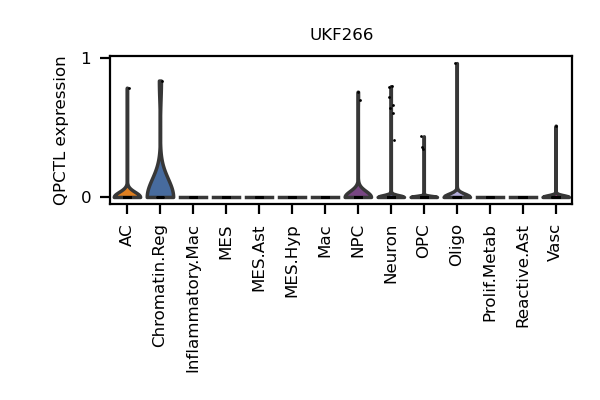 UKF266
QPCTL expression
1
0
AC
Chromatin.Reg
Inflammatory.Mac
MES
MES.Ast
MES.Hyp
Mac
NPC
Neuron
OPC
Oligo
Prolif.Metab
Reactive.Ast
Vasc